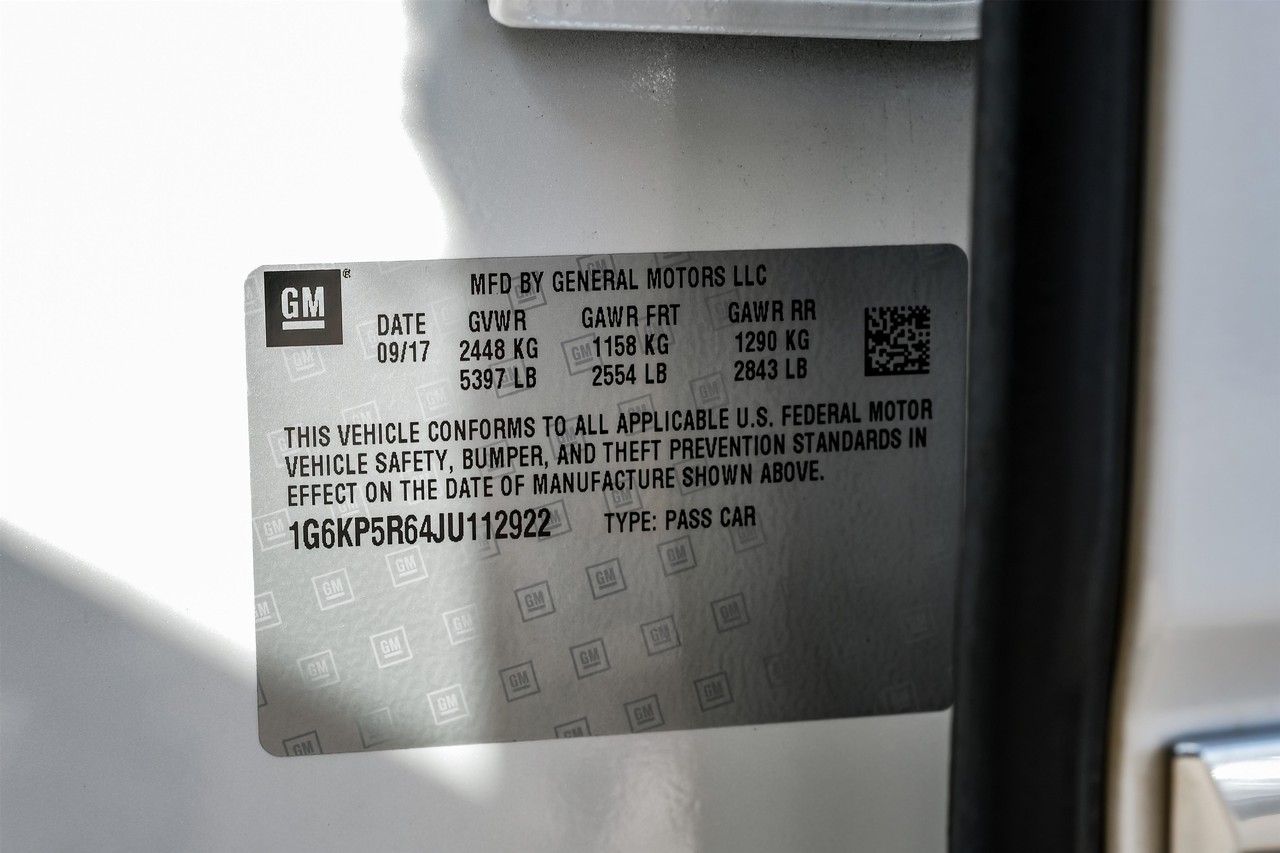 GM®
MFD BY GENERAL MOTORS LLC
DATE GVWR GAWR FRT GAWR RR
09/17 2448 KG 1158 KG 1290 KG
5397 LB 2554 LB 2843 LB
THIS VEHICLE CONFORMS TO ALL APPLICABLE U.S. FEDERAL MOTOR
VEHICLE SAFETY, BUMPER, AND THEFT PREVENTION STANDARDS IN
EFFECT ON THE DATE OF MANUFACTURE SHOWN ABOVE.
1G6KP5R64JU112922 TYPE: PASS CAR